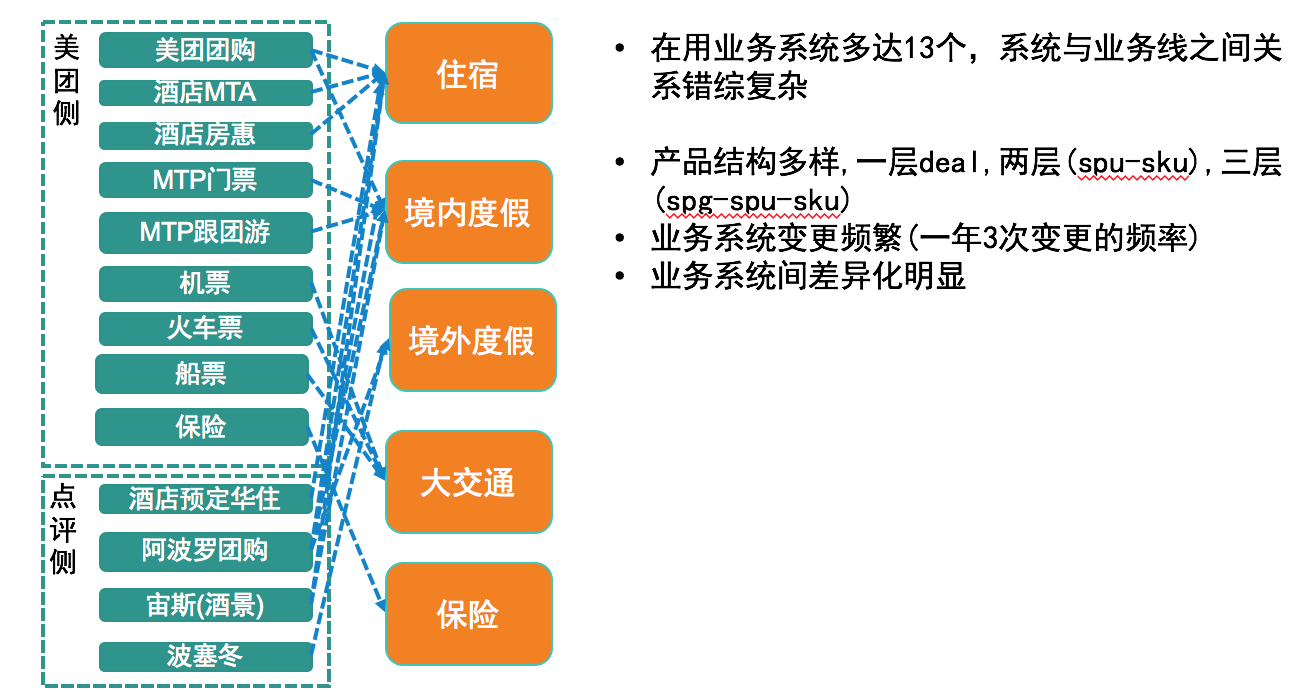 美团侧
美团团购
酒店MTA
酒店房惠
MTP门票
MTP跟团游
机票
火车票
船票
保险
点评侧
酒店预定华住
阿波罗团购
宙斯(酒景)
波塞冬
住宿
境内度假
境外度假
大交通
保险
• 在用业务系统多达13个，系统与业务线之间关
系错综复杂
• 产品结构多样,一层deal,两层(spu-sku),三层
(spg-spu-sku)
• 业务系统变更频繁(一年3次变更的频率)
• 业务系统间差异化明显